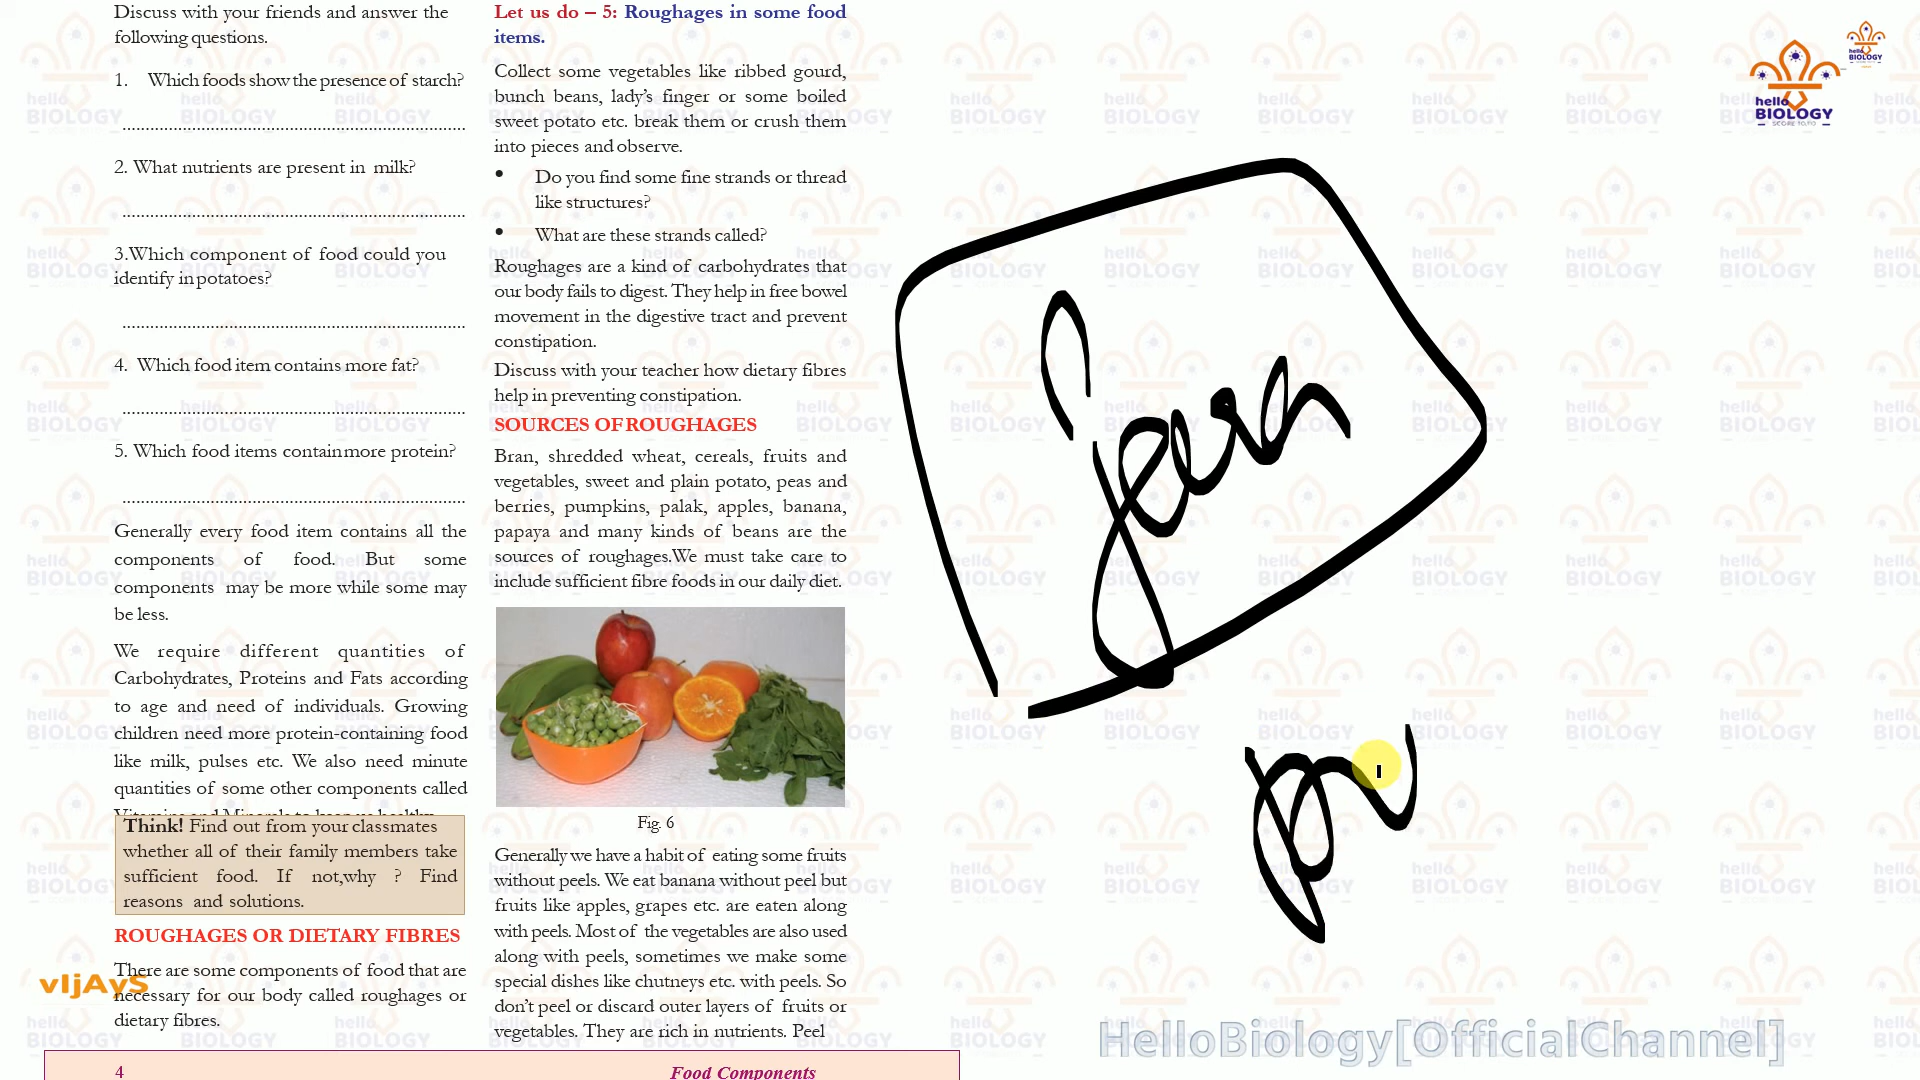 Discuss with your friends and answer the
following questions.
1. Which foods show the presence of starch?
2. What nutrients are present in milk?
3.Which component of food could you
identify in potatoes?
4. Which food item contains more fat?
5. Which food items contain more protein?
Generally every food item contains all the
components of food. But some
components may be more while some may
be less.
We require different quantities of
Carbohydrates, Proteins and Fats according
to age and need of individuals. Growing
children need more protein-containing food
like milk, pulses etc. We also need minute
quantities of some other components called
Think! Find out from your classmates
whether all of their family members take
sufficient food. If not,why ? Find
reasons and solutions.
ROUGHAGES OR DIETARY FIBRES
There are some components of food that are
necessary for our body called roughages or
dietary fibres.
vIjAyS
Let us do – 5: Roughages in some food
items.
Collect some vegetables like ribbed gourd,
bunch beans, lady’s finger or some boiled
sweet potato etc. break them or crush them
into pieces and observe.
• Do you find some fine strands or thread
like structures?
• What are these strands called?
Roughages are a kind of carbohydrates that
our body fails to digest. They help in free bowel
movement in the digestive tract and prevent
constipation.
Discuss with your teacher how dietary fibres
help in preventing constipation.
SOURCES OF ROUGHAGES
Bran, shredded wheat, cereals, fruits and
vegetables, sweet and plain potato, peas and
berries, pumpkins, palak, apples, banana,
papaya and many kinds of beans are the
sources of roughages.We must take care to
include sufficient fibre foods in our daily diet.
Fig. 6
Generally we have a habit of eating some fruits
without peels. We eat banana without peel but
fruits like apples, grapes etc. are eaten along
with peels. Most of the vegetables are also used
along with peels, sometimes we make some
special dishes like chutneys etc. with peels. So
don’t peel or discard outer layers of fruits or
vegetables. They are rich in nutrients. Peel
4 Food Components
hello
BIOLOGY
HelloBiology[OfficialChannel]